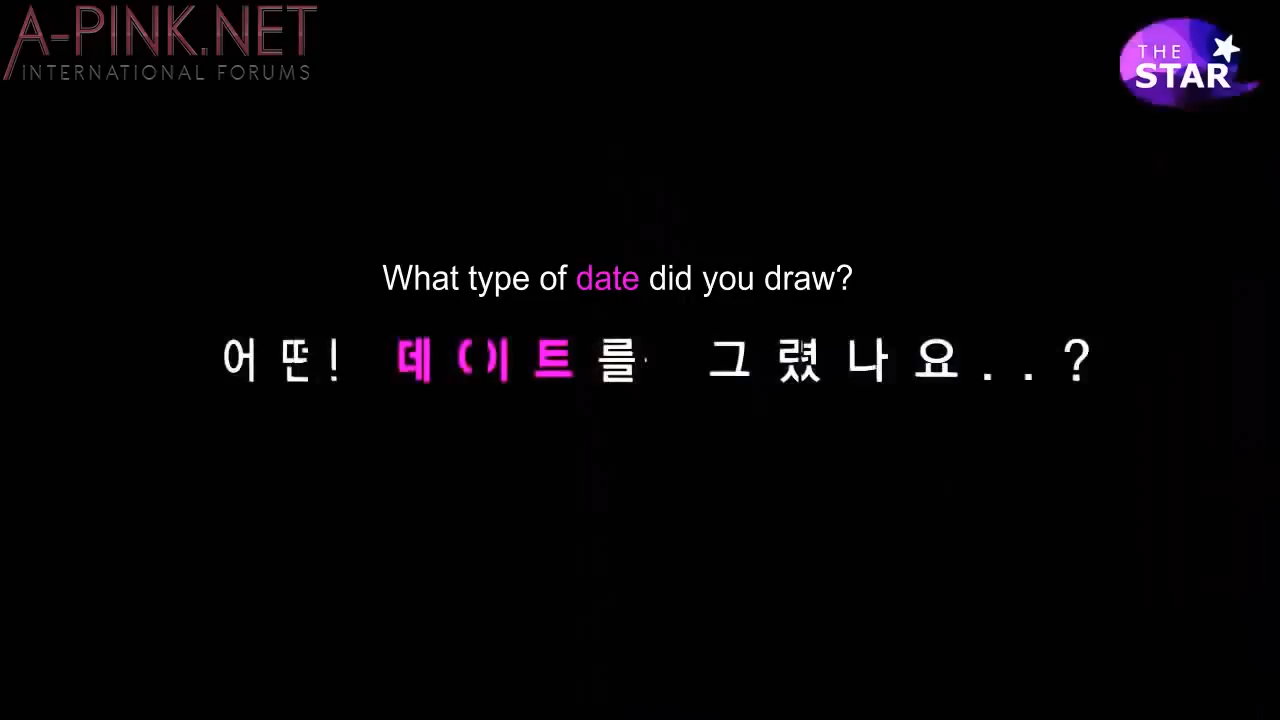 A-PINK.NET
INTERNATIONAL FORUMS
THE
STAR
What type of date did you draw?
어떤! 데이트를 그렸나요..?